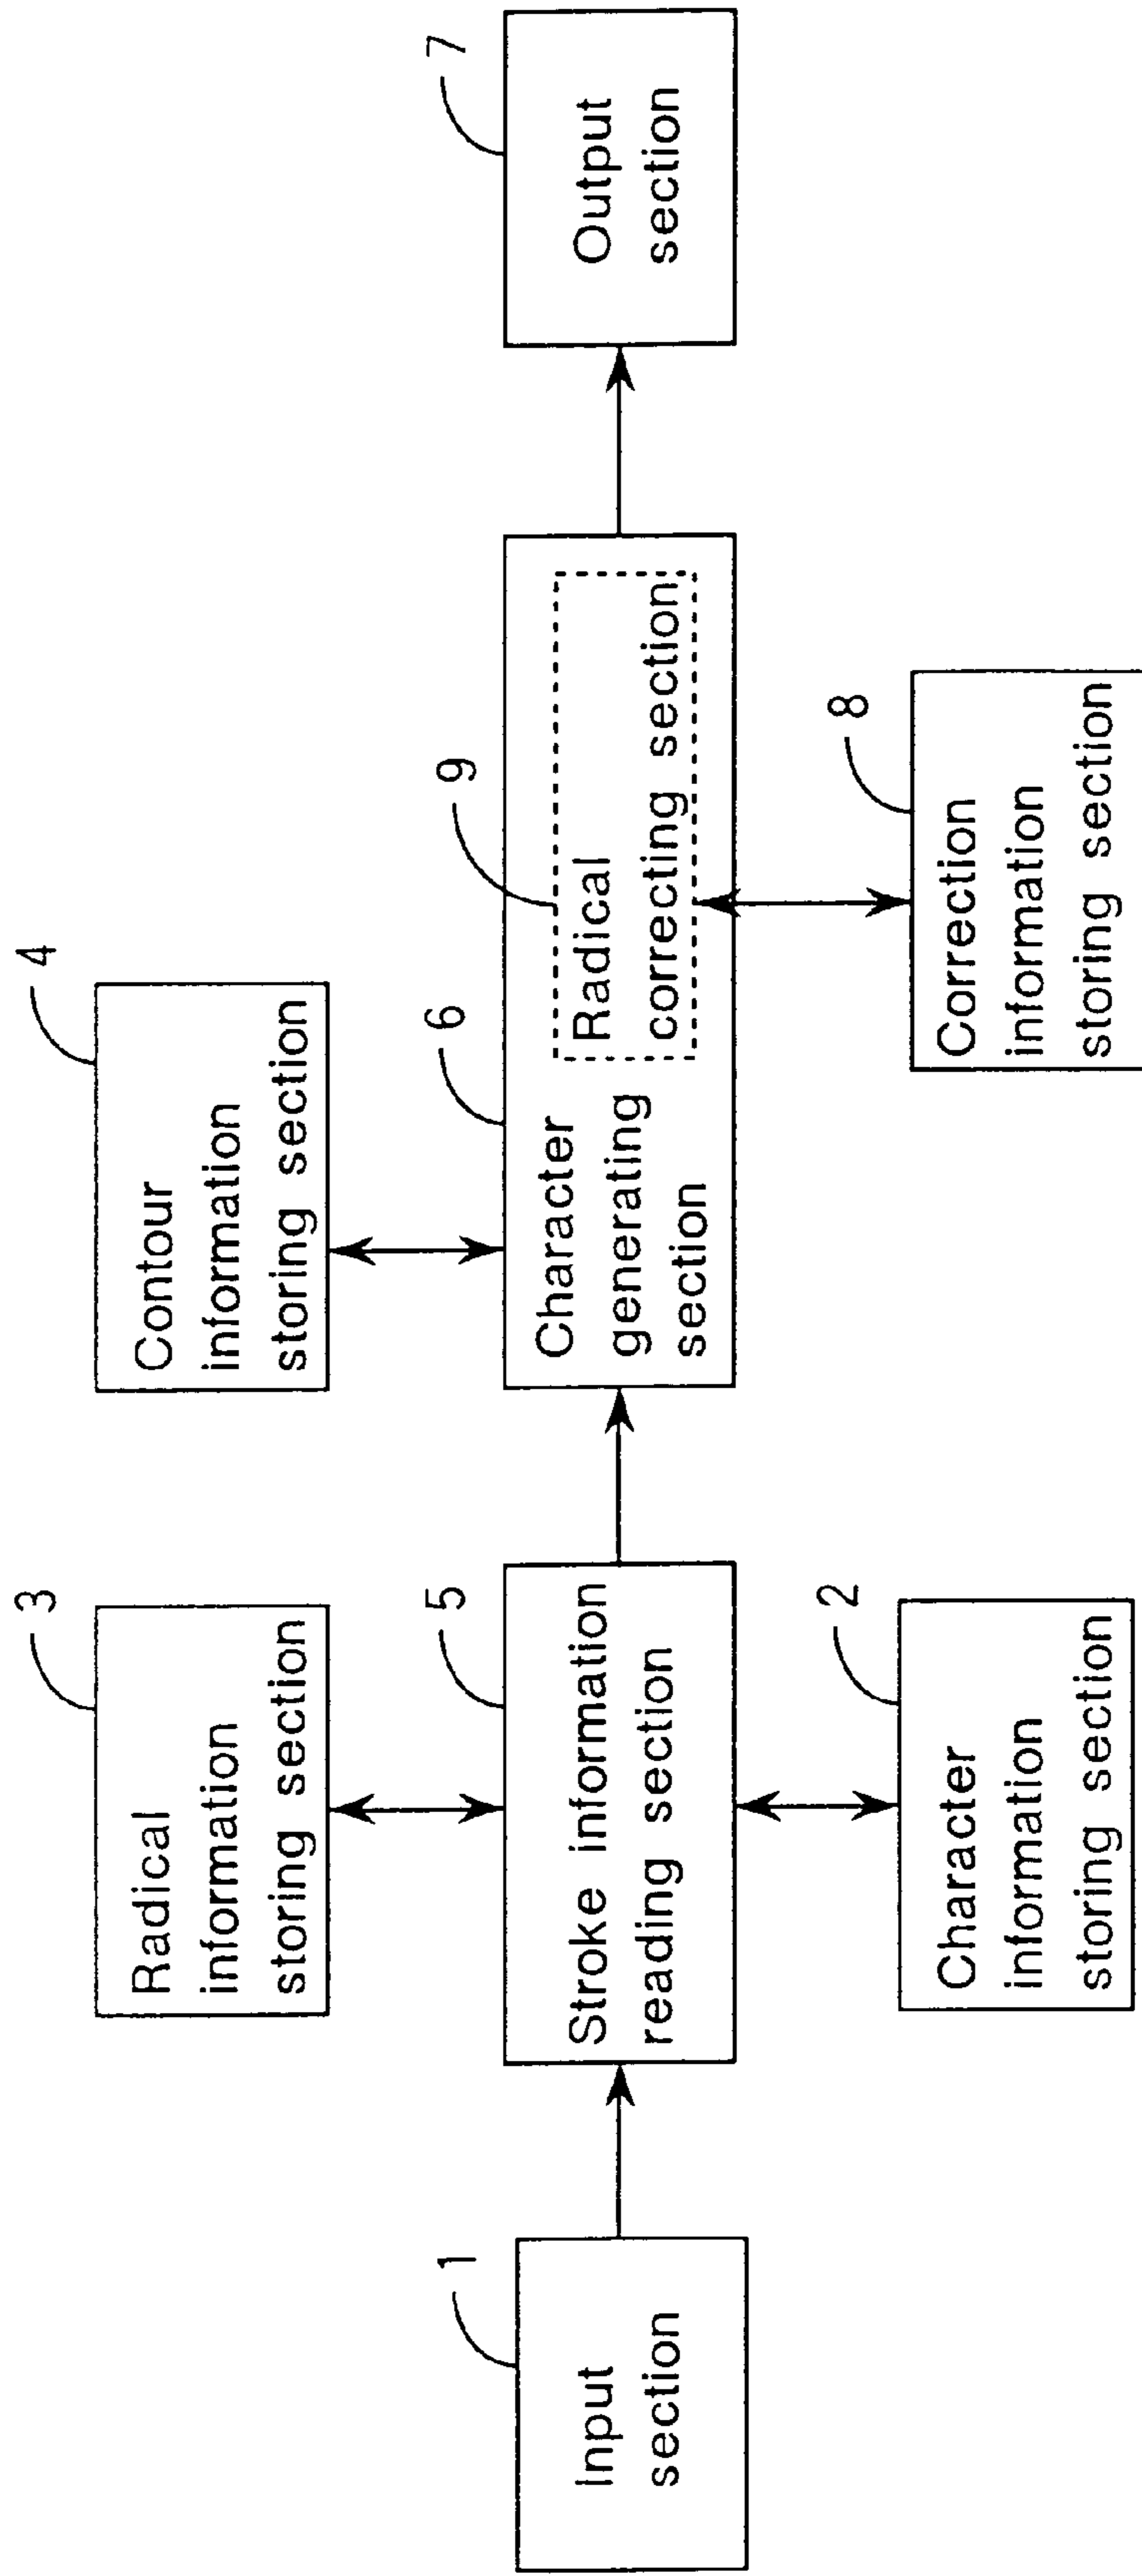 3
Radical
information
storing section
4
Contour
information
storing section
1
Input
section
5
Stroke information
reading section
6
Character
generating
section
9
Radical
correcting section
7
Output
section
2
Character
information
storing section
8
Correction
information
storing section